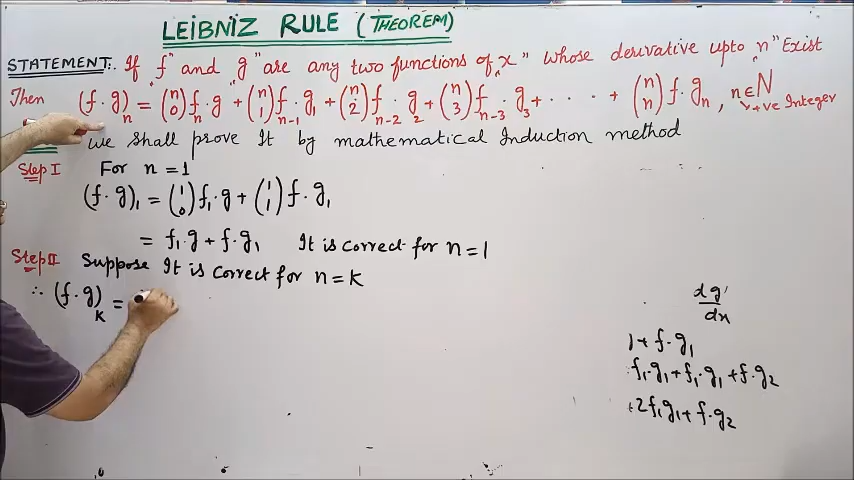 LEIBNIZ RULE (THEOREM)
STATEMENT:. If "f" and "g" are any two functions of "x" whose derivative upto "n" Exist
Then (f·g)ₙ = (n 0) fₙ·g + (n 1) fₙ₋₁·g₁ + (n 2) fₙ₋₂·g₂ + (n 3) fₙ₋₃·g₃ + · · · · + (n n) f·gₙ , n∈N
+ve Integer
we shall prove It by mathematical Induction method
Step I For n=1
(f·g)₁ = (1 0) f₁·g + (1 1) f·g₁
= f₁·g + f·g₁ It is correct for n=1
Step II Suppose It is correct for n=k
∴ (f·g)ₖ =
dg'
dx
+ f·g₁
f₁·g₁ + f₁·g₁ + f·g₂
+2f₁g₁ + f·g₂